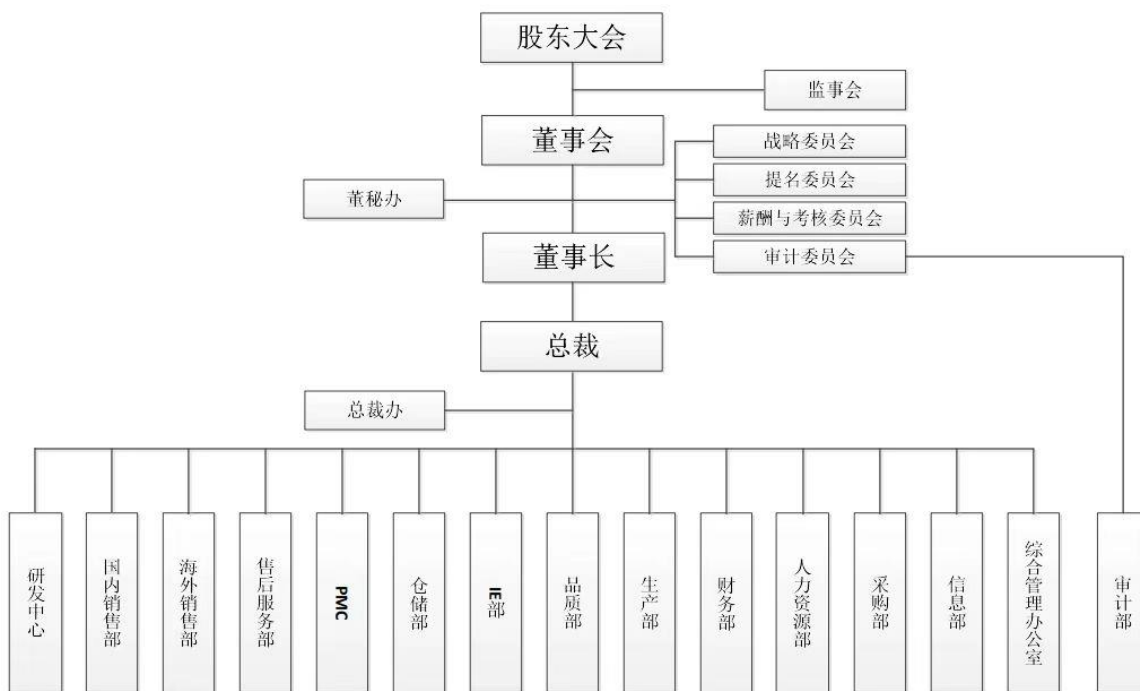 股东大会
监事会
董事会
战略委员会
提名委员会
董秘办
薪酬与考核委员会
董事长
审计委员会
总裁
总裁办
研发中心
国内销售部
海外销售部
售后服务部
PMC
仓储部
IE部
品质部
生产部
财务部
人力资源部
采购部
信息部
综合管理办公室
审计部